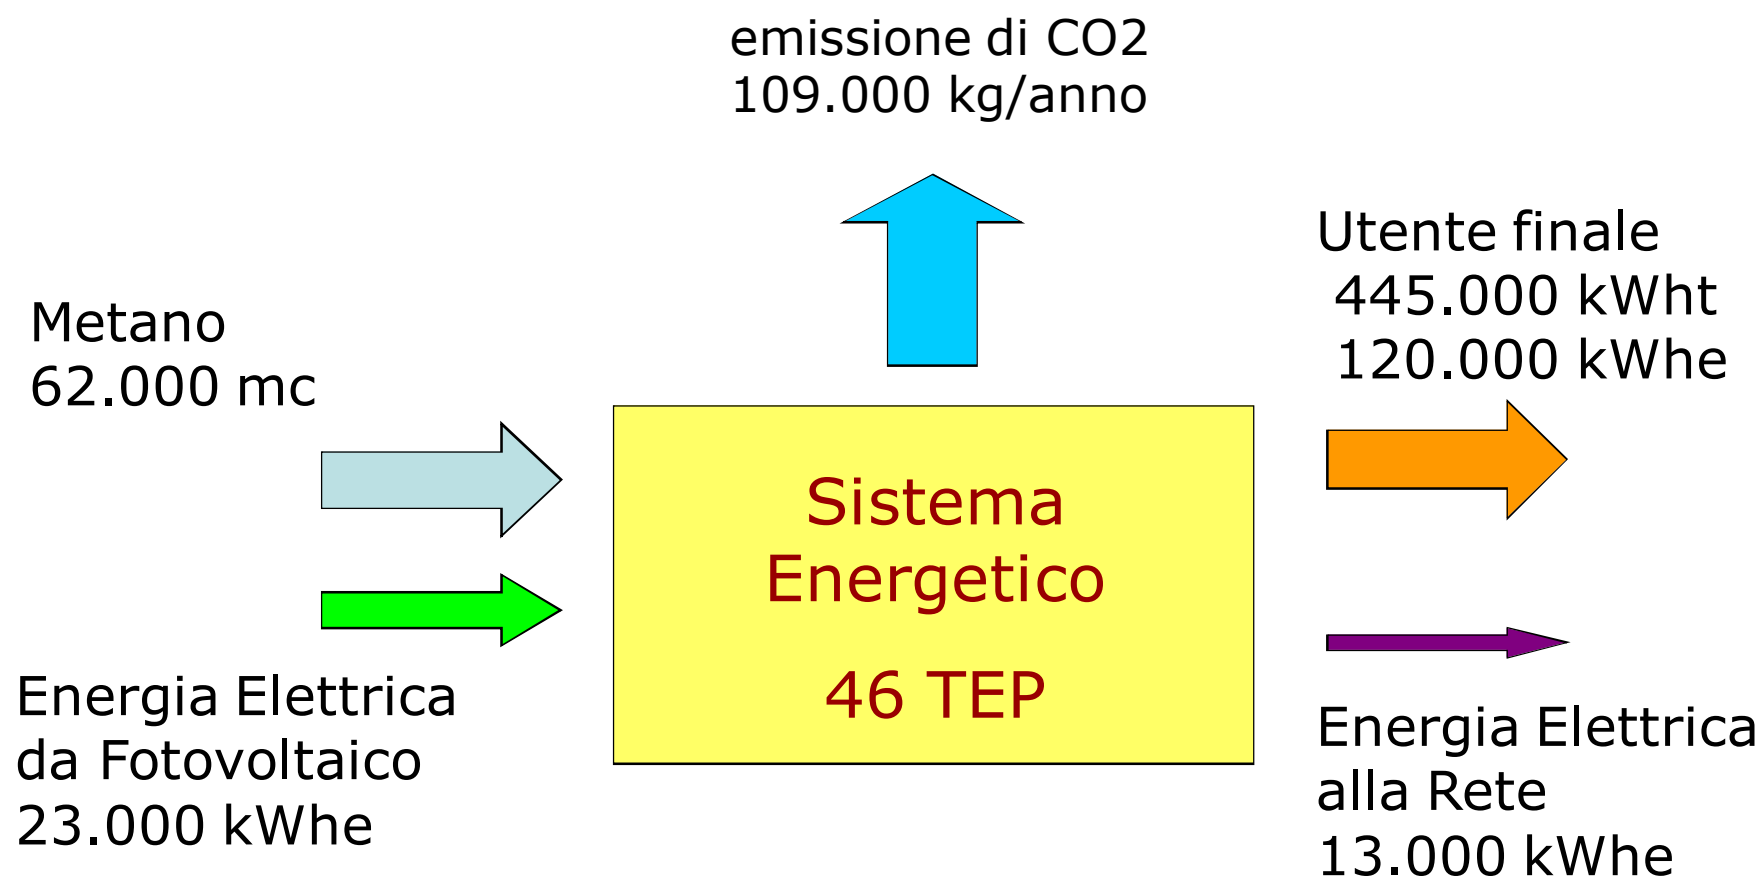 emissione di CO2
109.000 kg/anno
Metano
62.000 mc
Energia Elettrica
da Fotovoltaico
23.000 kWhe
Sistema
Energetico
46 TEP
Utente finale
445.000 kWht
120.000 kWhe
Energia Elettrica
alla Rete
13.000 kWhe